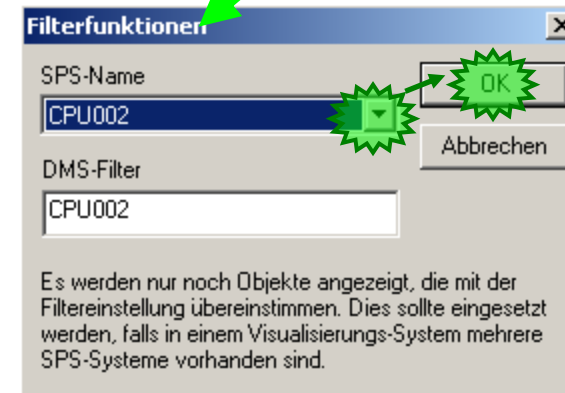 Filterfunktionen
SPS-Name
OK
CPU002
Abbrechen
DMS-Filter
CPU002
Es werden nur noch Objekte angezeigt, die mit der
Filtereinstellung übereinstimmen. Dies sollte eingesetzt
werden, falls in einem Visualisierungs-System mehrere
SPS-Systeme vorhanden sind.